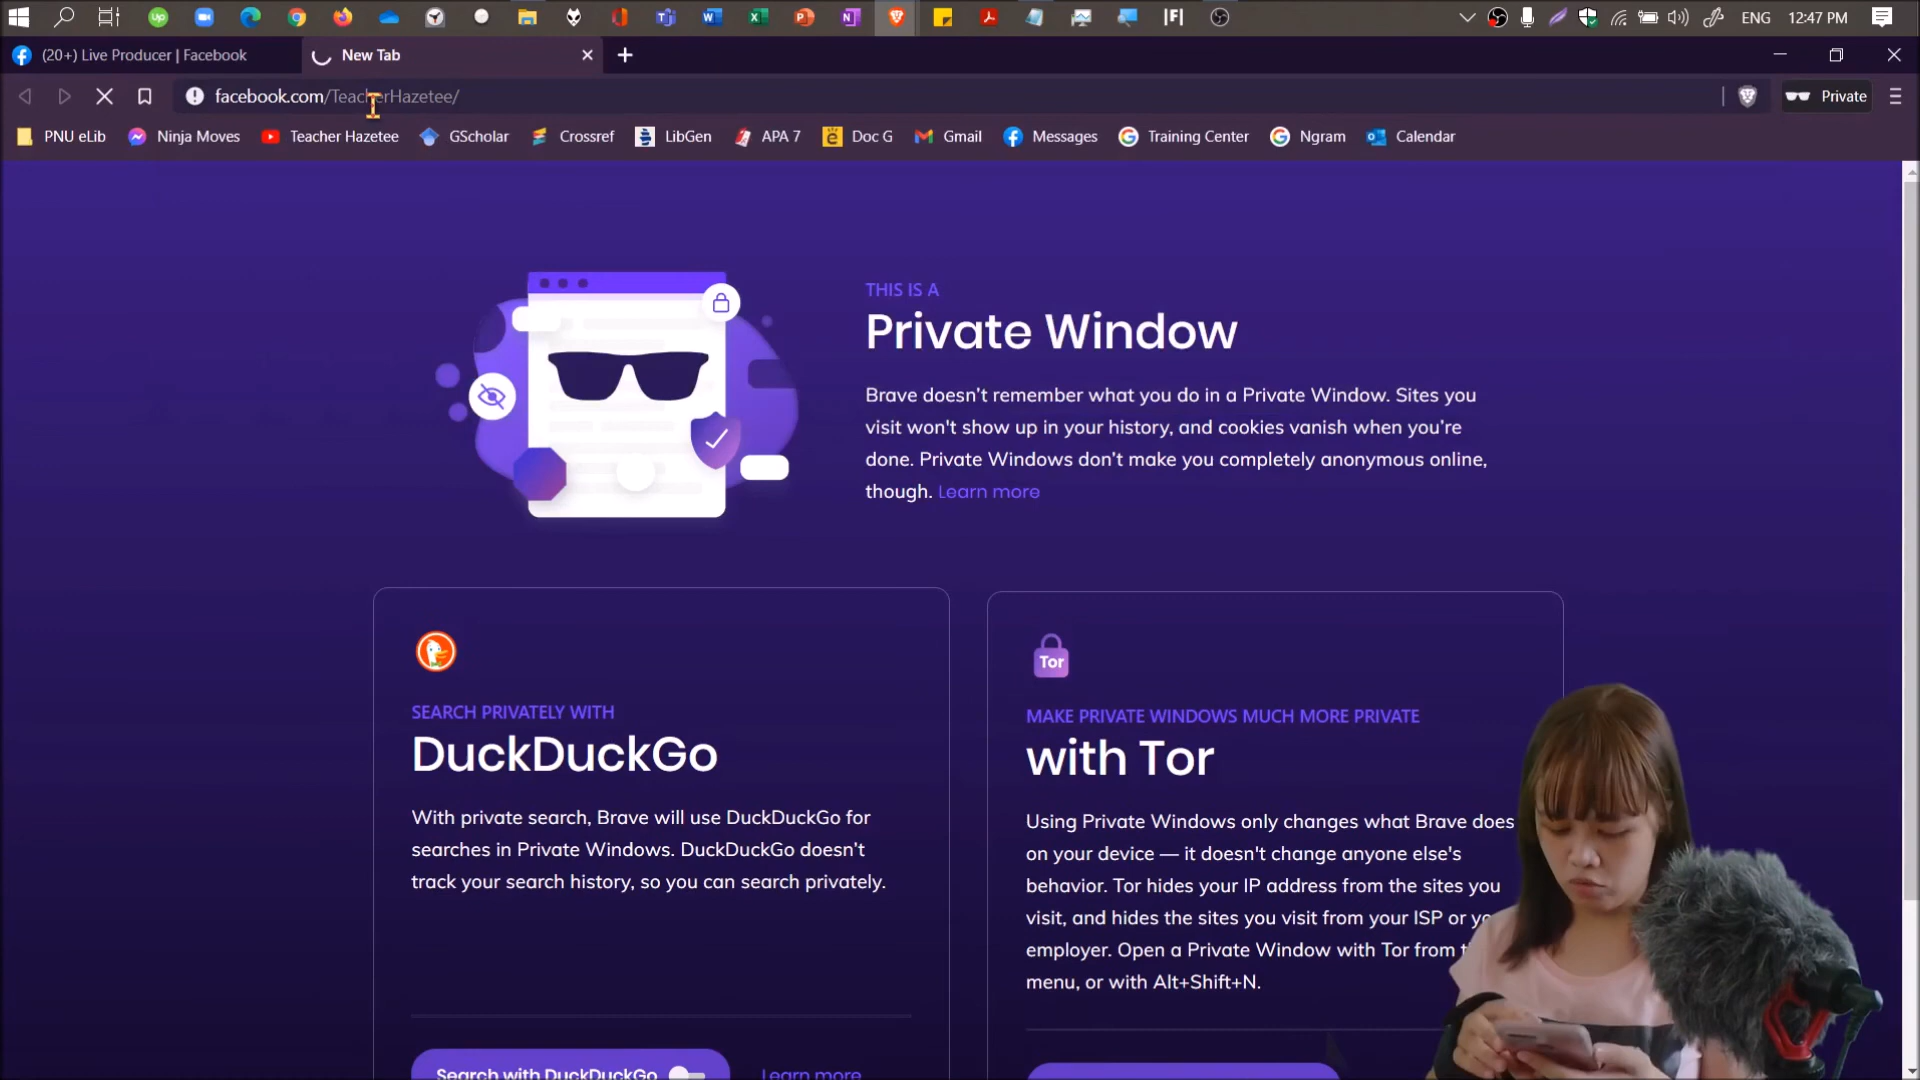 Up
ENG 12:47 PM
(20+) Live Producer | Facebook
New Tab
facebook.com/TeacherHazetee/
Private
PNU eLib
Ninja Moves
Teacher Hazetee
GScholar
Crossref
LibGen
APA 7
Doc G
Gmail
Messages
Training Center
Ngram
Calendar
THIS IS A
Private Window
Brave doesn't remember what you do in a Private Window. Sites you
visit won't show up in your history, and cookies vanish when you're
done. Private Windows don't make you completely anonymous online,
though. Learn more
SEARCH PRIVATELY WITH
DuckDuckGo
With private search, Brave will use DuckDuckGo for
searches in Private Windows. DuckDuckGo doesn't
track your search history, so you can search privately.
Search with DuckDuckGo
Learn more
Tor
MAKE PRIVATE WINDOWS MUCH MORE PRIVATE
with Tor
Using Private Windows only changes what Brave does
on your device — it doesn't change anyone else's
behavior. Tor hides your IP address from the sites you
visit, and hides the sites you visit from your ISP or
employer. Open a Private Window with Tor from
menu, or with Alt+Shift+N.